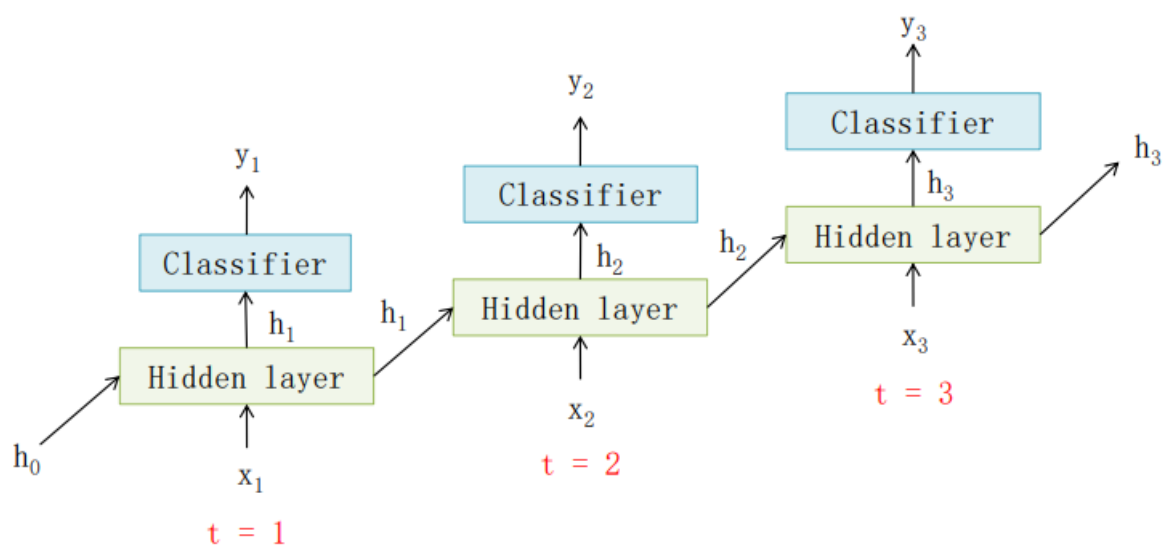 y₃
y₂
Classifier
h₃
y₁
h₃
Classifier
h₂
Hidden layer
Classifier
h₂
h₁
Hidden layer
x₃
h₁
Hidden layer
t = 3
x₂
h₀
t = 2
x₁
t = 1